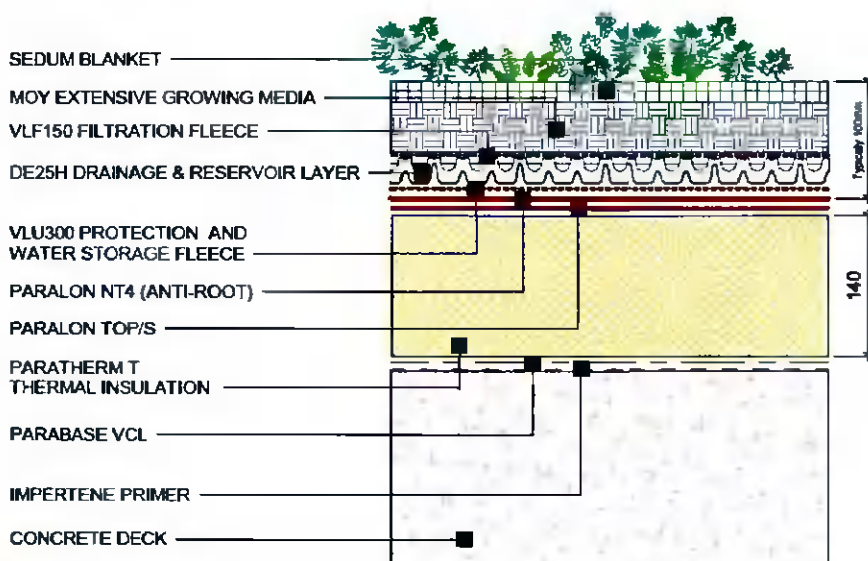 SEDUM BLANKET
MOY EXTENSIVE GROWING MEDIA
VLF150 FILTRATION FLEECE
DE25H DRAINAGE & RESERVOIR LAYER
VLU300 PROTECTION AND
WATER STORAGE FLEECE
PARALON NT4 (ANTI-ROOT)
PARALON TOP/S
PARATHERM T
THERMAL INSULATION
PARABASE VCL
IMPERTENE PRIMER
CONCRETE DECK
140